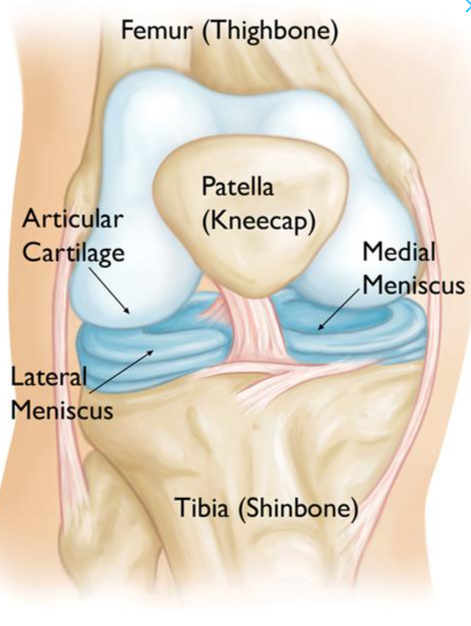 Femur (Thighbone)
Patella
(Kneecap)
Articular
Cartilage
Medial
Meniscus
Lateral
Meniscus
Tibia (Shinbone)